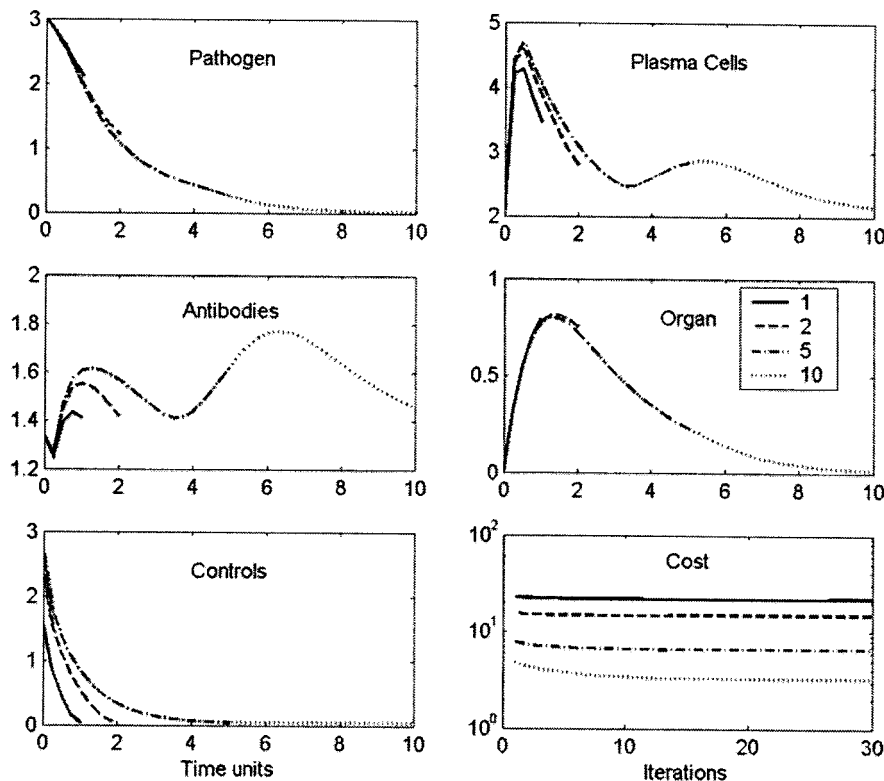 3
2
1
0
0 2 4 6 8 10
Pathogen
5
4
3
2
0 2 4 6 8 10
Plasma Cells
2
1.8
1.6
1.4
1.2
0 2 4 6 8 10
Antibodies
1
0.5
0
0 2 4 6 8 10
Organ
1
2
5
10
3
2
1
0
0 2 4 6 8 10
Controls
Time units
10²
10¹
10⁰
0 10 20 30
Cost
Iterations